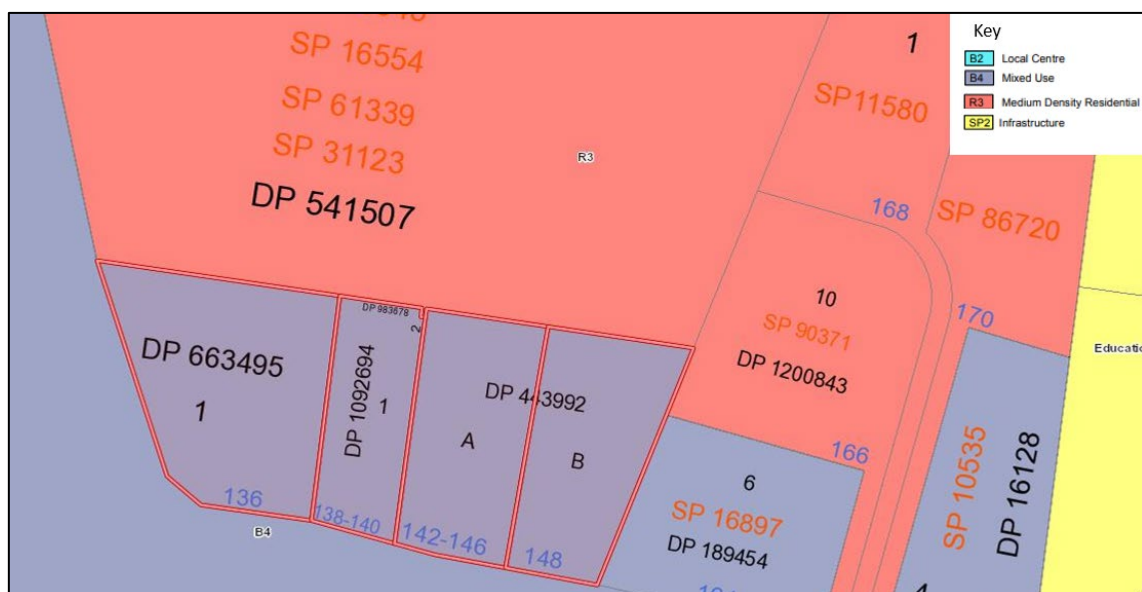 SP 16554
SP 61339
SP 31123
DP 541507
R3
1
SP11580
Key
B2 Local Centre
B4 Mixed Use
R3 Medium Density Residential
SP2 Infrastructure
168
SP 86720
10
SP 90371
DP 1200843
170
166
DP 663495
1
136
DP 983678
2
DP 1092694
1
138-140
DP 443992
A
B
142-146
148
B4
6
SP 16897
DP 189454
SP 10535
DP 16128